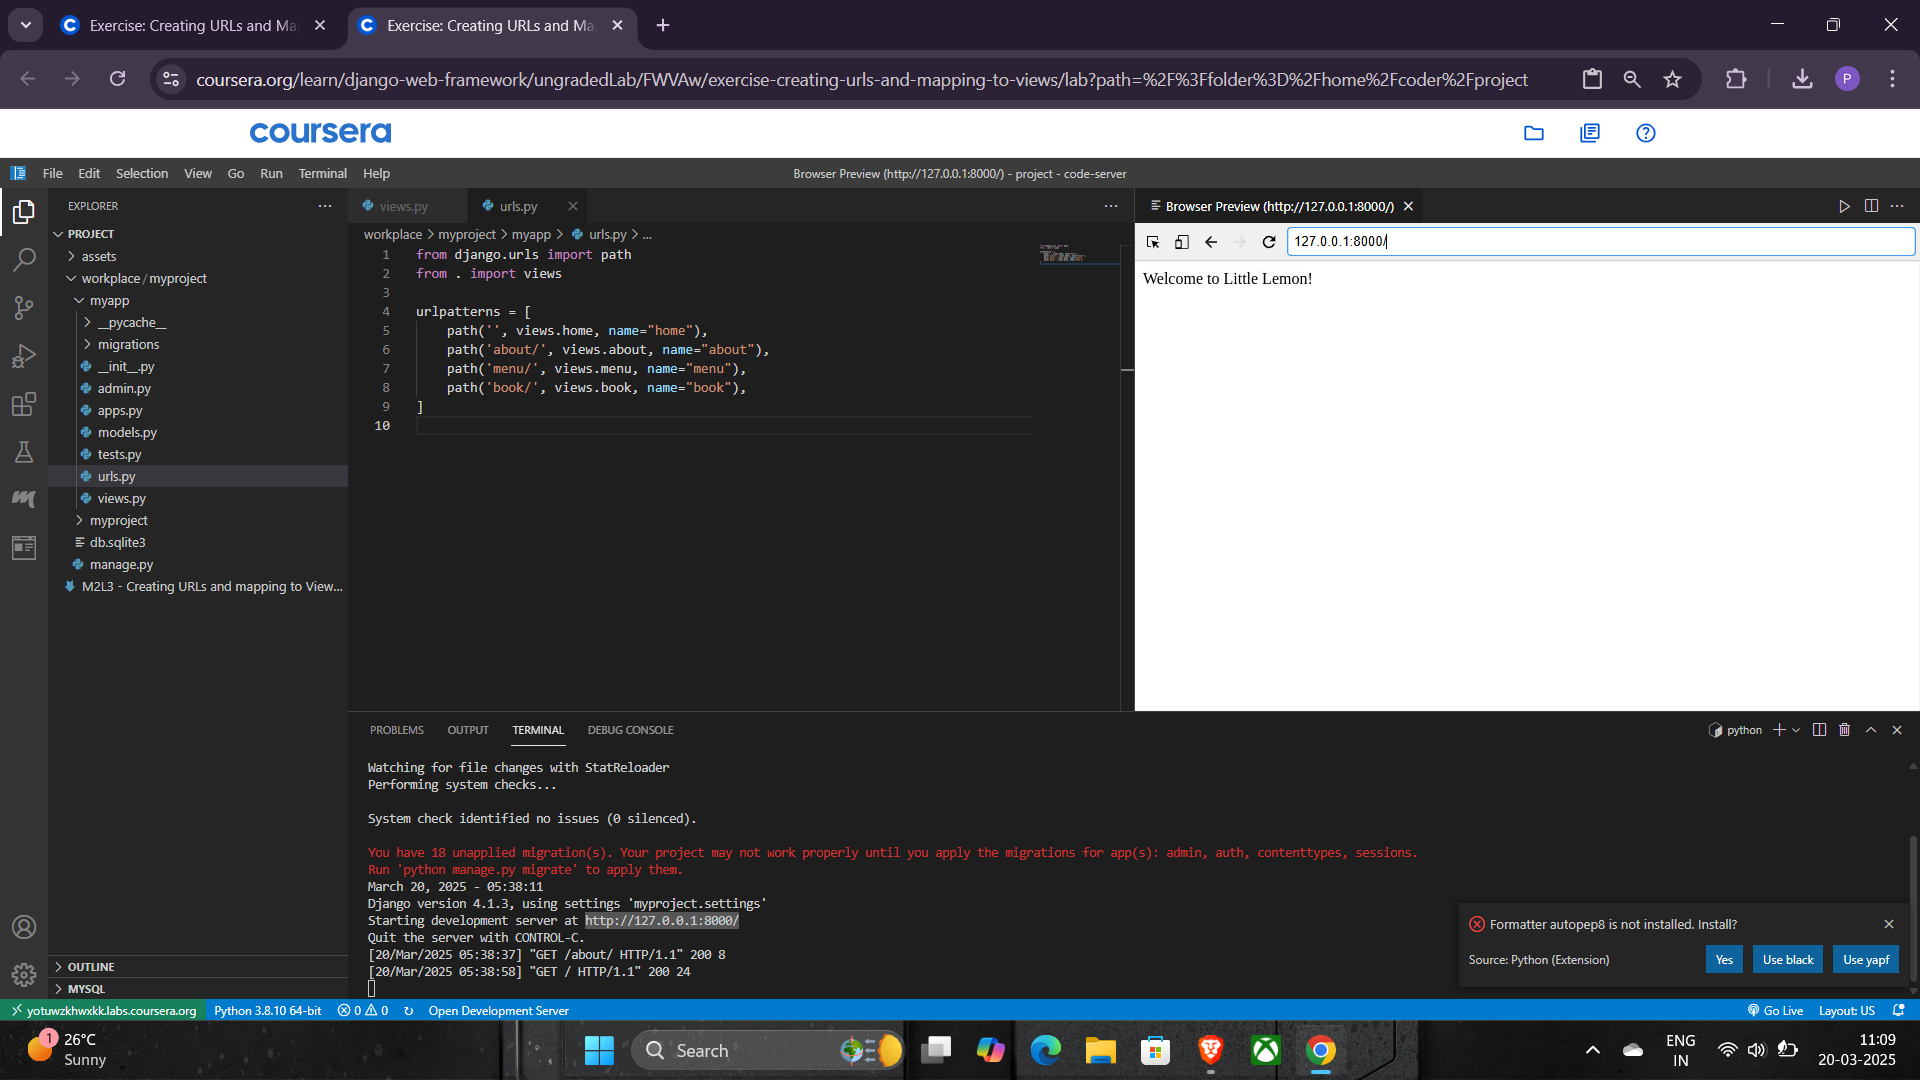 Exercise: Creating URLs and Ma
Exercise: Creating URLs and Ma
coursera.org/learn/django-web-framework/ungradedLab/FWVAw/exercise-creating-urls-and-mapping-to-views/lab?path=%2F%3Ffolder%3D%2Fhome%2Fcoder%2Fproject
P
coursera
File Edit Selection View Go Run Terminal Help
Browser Preview (http://127.0.0.1:8000/) - project - code-server
EXPLORER
PROJECT
assets
workplace/myproject
myapp
__pycache__
migrations
__init__.py
admin.py
apps.py
models.py
tests.py
urls.py
views.py
myproject
db.sqlite3
manage.py
M2L3 - Creating URLs and mapping to View...
OUTLINE
MYSQL
views.py
urls.py
workplace > myproject > myapp > urls.py > ...
1 from django.urls import path
2 from . import views
3
4 urlpatterns = [
5 path('', views.home, name="home"),
6 path('about/', views.about, name="about"),
7 path('menu/', views.menu, name="menu"),
8 path('book/', views.book, name="book"),
9 ]
10
Browser Preview (http://127.0.0.1:8000/)
127.0.0.1:8000/
Welcome to Little Lemon!
PROBLEMS OUTPUT TERMINAL DEBUG CONSOLE
python
Watching for file changes with StatReloader
Performing system checks...
System check identified no issues (0 silenced).
You have 18 unapplied migration(s). Your project may not work properly until you apply the migrations for app(s): admin, auth, contenttypes, sessions.
Run 'python manage.py migrate' to apply them.
March 20, 2025 - 05:38:11
Django version 4.1.3, using settings 'myproject.settings'
Starting development server at http://127.0.0.1:8000/
Quit the server with CONTROL-C.
[20/Mar/2025 05:38:37] "GET /about/ HTTP/1.1" 200 8
[20/Mar/2025 05:38:58] "GET / HTTP/1.1" 200 24
Formatter autopep8 is not installed. Install?
Source: Python (Extension)
Yes
Use black
Use yapf
yotuwzkhwxkk.labs.coursera.org
Python 3.8.10 64-bit
0 0
Open Development Server
Go Live
Layout: US
1
26°C
Sunny
Search
ENG
IN
11:09
20-03-2025